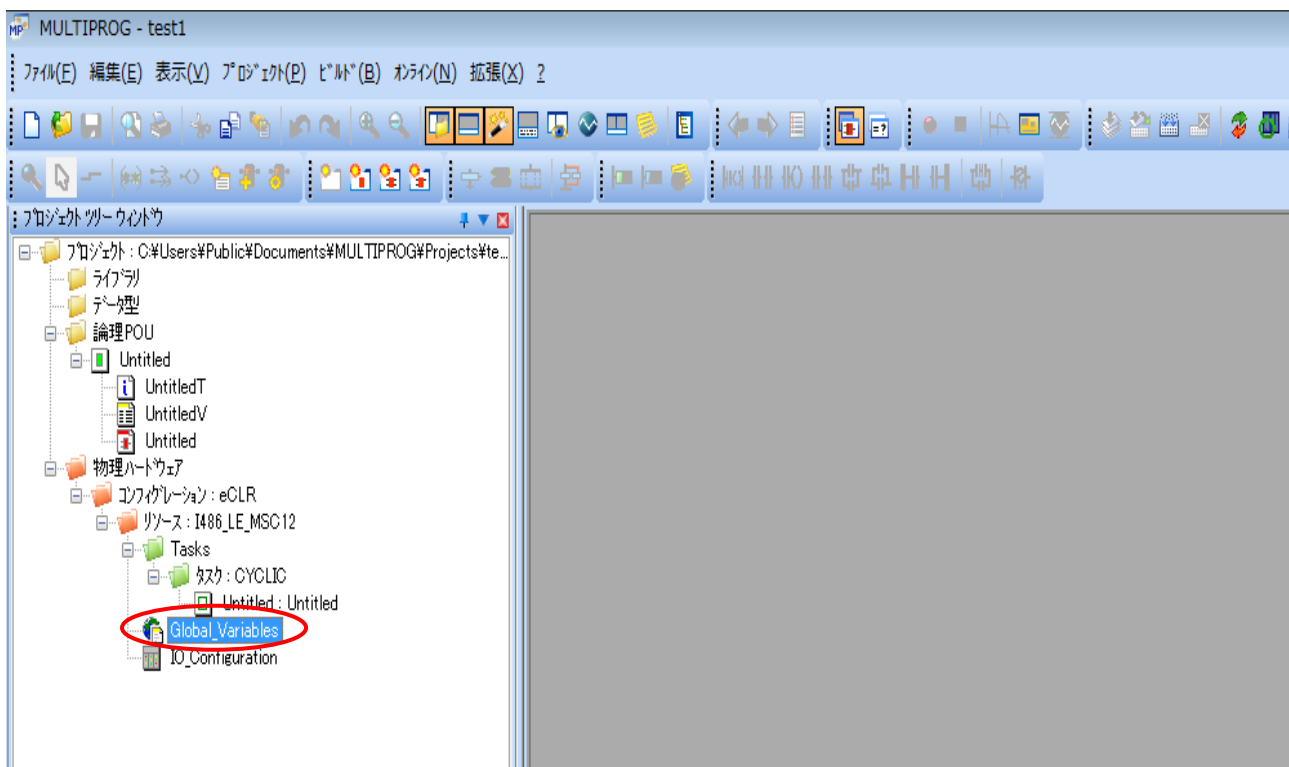 MULTIPROG - test1
ファイル(F) 編集(E) 表示(V) プロジェクト(P) ビルド(B) オンライン(N) 拡張(X) ?
プロジェクト ツリー ウィンドウ
プロジェクト : C:¥Users¥Public¥Documents¥MULTIPROG¥Projects¥te...
ライブラリ
データ型
論理POU
Untitled
UntitledT
UntitledV
Untitled
物理ハードウェア
コンフィグレーション : eCLR
リソース : I486_LE_MSC12
Tasks
タスク : CYCLIC
Untitled : Untitled
Global_Variables
IO_Configuration